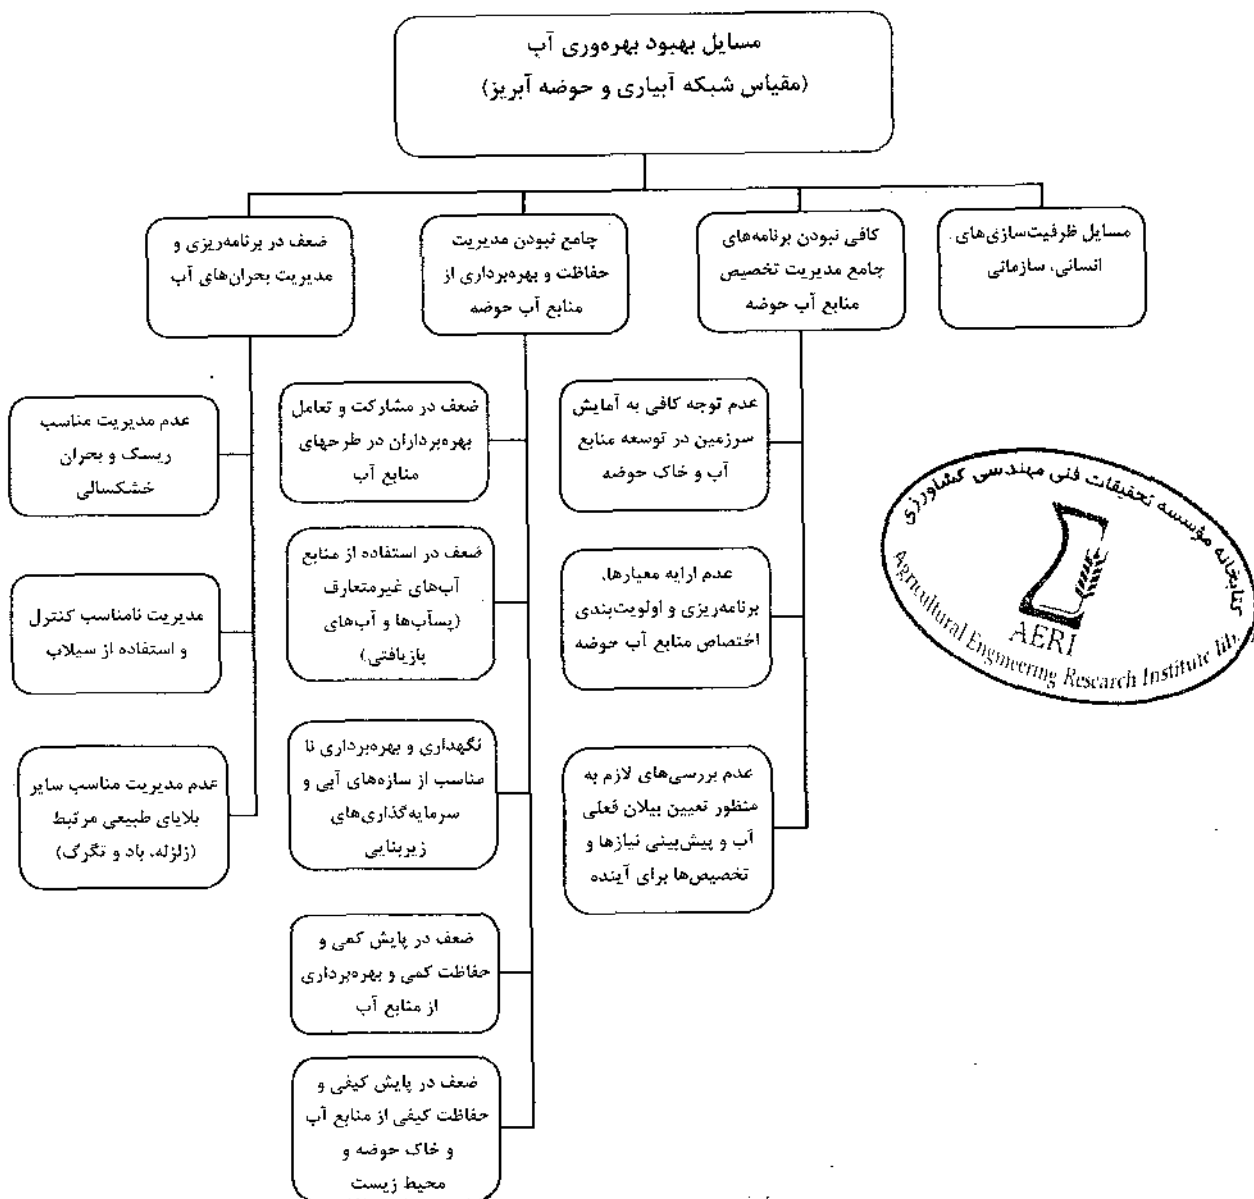 مسایل بهبود بهره‌وری آب
(مقیاس شبکه آبیاری و حوضه آبریز)
مسایل ظرفیت‌سازی‌های
انسانی، سازمانی
کافی نبودن برنامه‌های
جامع مدیریت تخصیص
منابع آب حوضه
جامع نبودن مدیریت
حفاظت و بهره‌برداری از
منابع آب حوضه
ضعف در برنامه‌ریزی و
مدیریت بحران‌های آب
عدم توجه کافی به آمایش
سرزمین در توسعه منابع
آب و خاک حوضه
عدم ارایه معیارها،
برنامه‌ریزی و اولویت‌بندی
اختصاص منابع آب حوضه
عدم بررسی‌های لازم به
منظور تعیین بیلان فعلی
آب و پیش‌بینی نیازها و
تخصیص‌ها برای آینده
ضعف در مشارکت و تعامل
بهره‌برداران در طرحهای
منابع آب
ضعف در استفاده از منابع
آب‌های غیرمتعارف
(پسآب‌ها و آب‌های
بازیافتی)
نگهداری و بهره‌برداری نا
مناسب از سازه‌های آبی و
سرمایه‌گذاری‌های
زیربنایی
ضعف در پایش کمی و
حفاظت کمی و بهره‌برداری
از منابع آب
ضعف در پایش کیفی و
حفاظت کیفی از منابع آب
و خاک حوضه و
محیط زیست
عدم مدیریت مناسب
ریسک و بحران
خشکسالی
مدیریت نامناسب کنترل
و استفاده از سیلاب
عدم مدیریت مناسب سایر
بلایای طبیعی مرتبط
(زلزله، باد و تگرگ)
کتابخانه مؤسسه تحقیقات فنی مهندسی کشاورزی
AERI
Agricultural Engineering Research Institute lib.